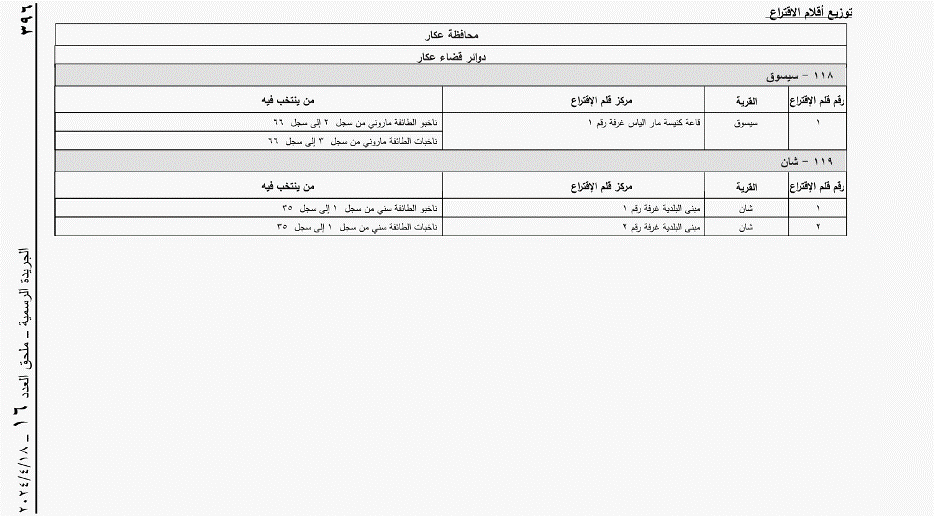 توزيع أقلام الاقتراع
محافظة عكار
دوائر قضاء عكار
١١٨ - سيسوق
رقم قلم الإقتراع القرية مركز قلم الإقتراع من ينتخب فيه
١ سيسوق قاعة كنيسة مار الياس غرفة رقم ١ ناخبو الطائفة ماروني من سجل ٢ إلى سجل ٦٦
ناخبات الطائفة ماروني من سجل ٣ إلى سجل ٦٦
١١٩ - شان
رقم قلم الإقتراع القرية مركز قلم الإقتراع من ينتخب فيه
١ شان مبنى البلدية غرفة رقم ١ ناخبو الطائفة سني من سجل ١ إلى سجل ٣٥
٢ شان مبنى البلدية غرفة رقم ٢ ناخبات الطائفة سني من سجل ١ إلى سجل ٣٥
٣٩٦
الجريدة الرسمية - ملحق العدد ١٦ - ٢٠٢٤/٤/١٨